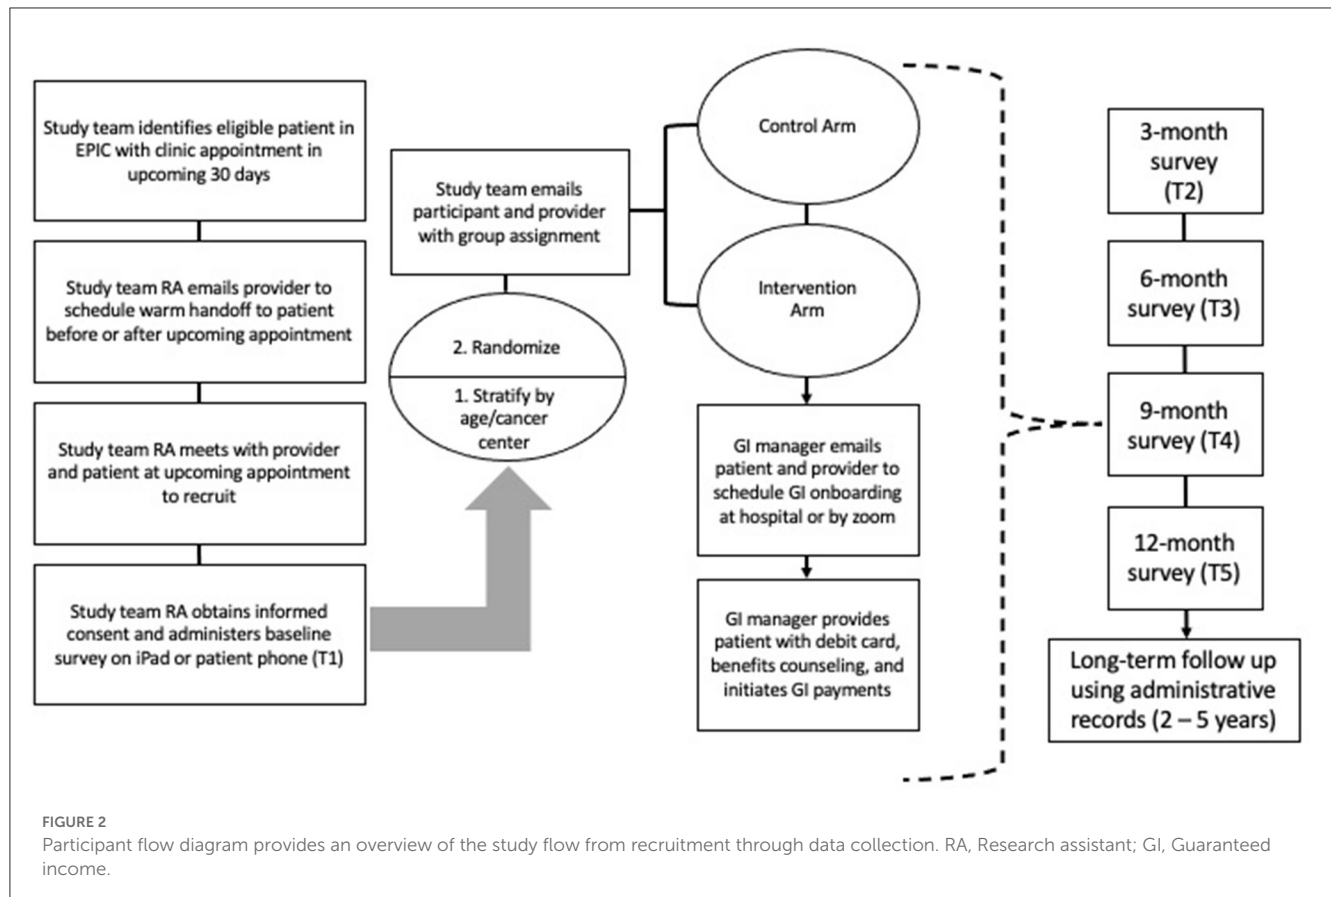 Study team identifies eligible patient in
EPIC with clinic appointment in
upcoming 30 days
Study team RA emails provider to
schedule warm handoff to patient
before or after upcoming appointment
Study team RA meets with provider
and patient at upcoming appointment
to recruit
Study team RA obtains informed
consent and administers baseline
survey on iPad or patient phone (T1)
Study team emails
participant and provider
with group assignment
2. Randomize
1. Stratify by
age/cancer
center
Control Arm
Intervention
Arm
GI manager emails
patient and provider to
schedule GI onboarding
at hospital or by zoom
GI manager provides
patient with debit card,
benefits counseling, and
initiates GI payments
3-month
survey
(T2)
6-month
survey (T3)
9-month
survey (T4)
12-month
survey (T5)
Long-term follow up
using administrative
records (2 – 5 years)
FIGURE 2
Participant flow diagram provides an overview of the study flow from recruitment through data collection. RA, Research assistant; GI, Guaranteed
income.